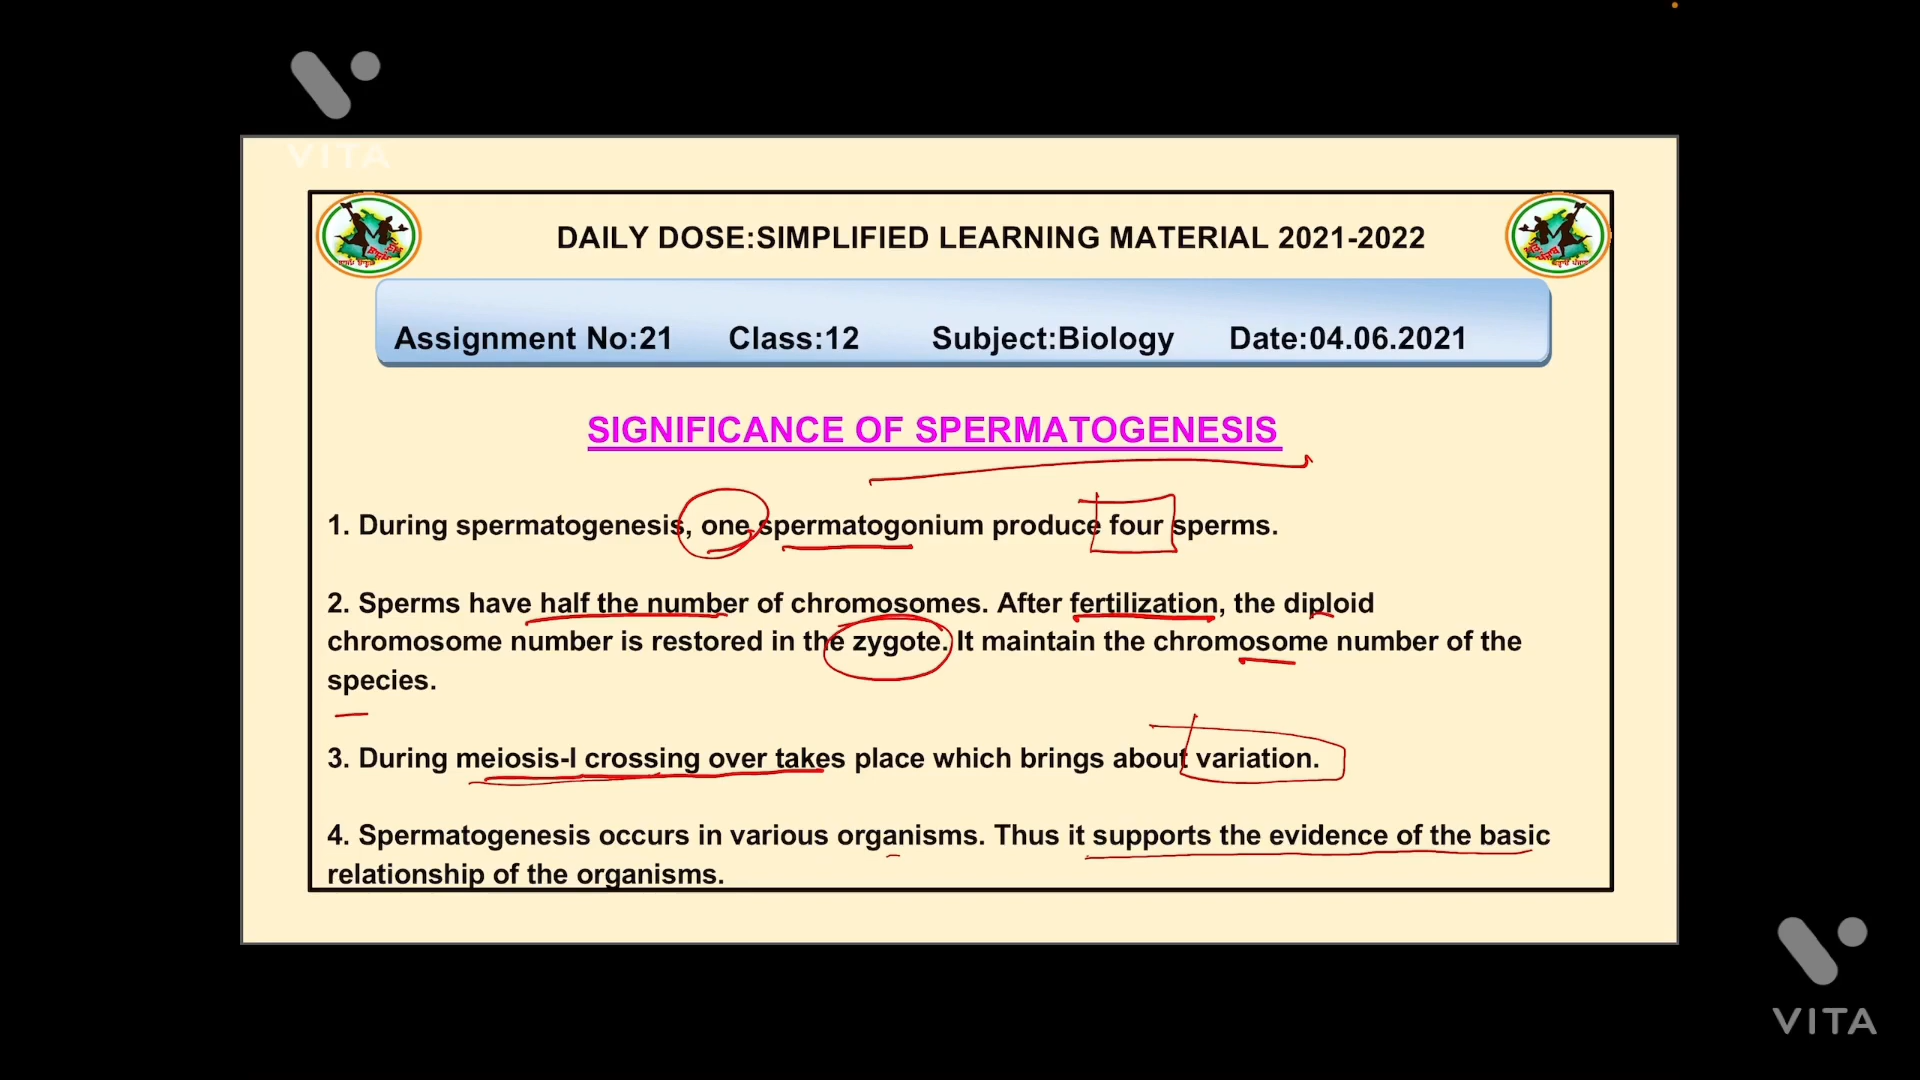 VITA
DAILY DOSE:SIMPLIFIED LEARNING MATERIAL 2021-2022
Assignment No:21 Class:12 Subject:Biology Date:04.06.2021
SIGNIFICANCE OF SPERMATOGENESIS
1. During spermatogenesis, one spermatogonium produce four sperms.
2. Sperms have half the number of chromosomes. After fertilization, the diploid
chromosome number is restored in the zygote. It maintain the chromosome number of the
species.
3. During meiosis-I crossing over takes place which brings about variation.
4. Spermatogenesis occurs in various organisms. Thus it supports the evidence of the basic
relationship of the organisms.
VITA